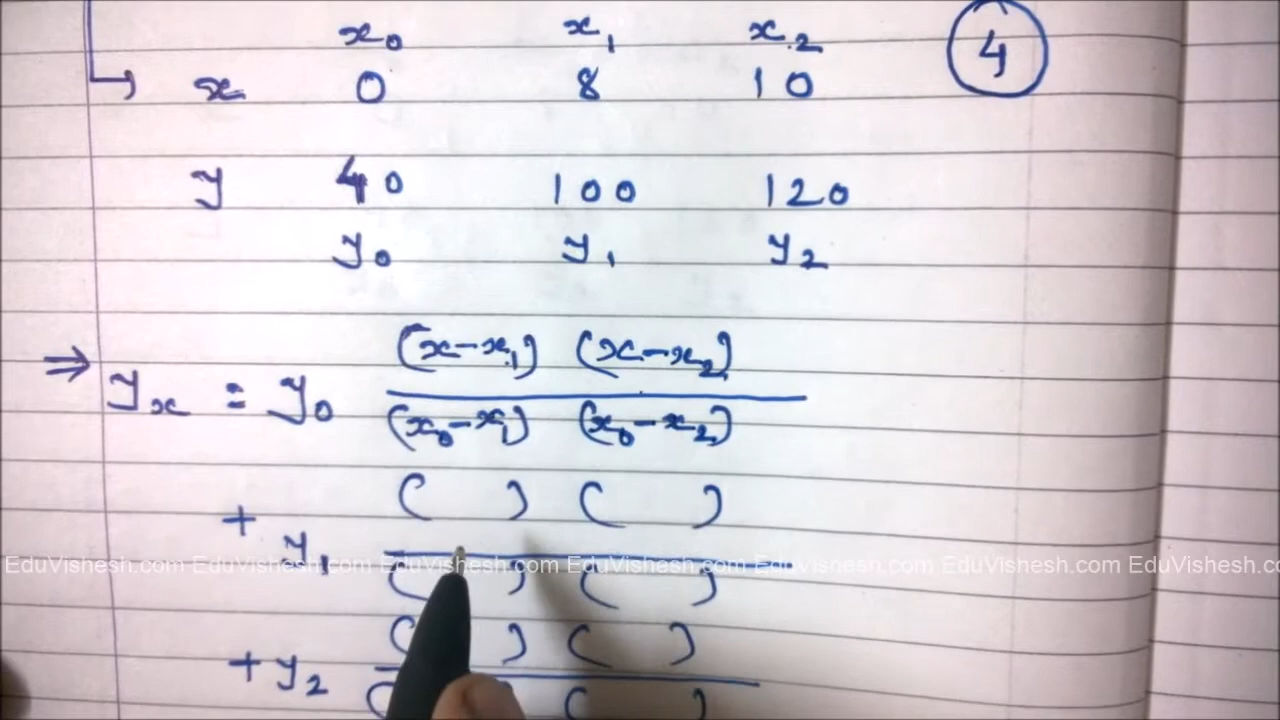 x₀ x₁ x₂ 4
x 0 8 10
y 40 100 120
y₀ y₁ y₂
(x-x₁) (x-x₂)
⇒ yₓ = y₀
(x₀-x₁) (x₀-x₂)
( ) ( )
+ y₁
EduVishesh.com EduVishesh.com EduVishesh.com EduVishesh.com EduVishesh.com EduVishesh.com EduVishesh.com
( ) ( )
( ) ( )
+ y₂
( ( )